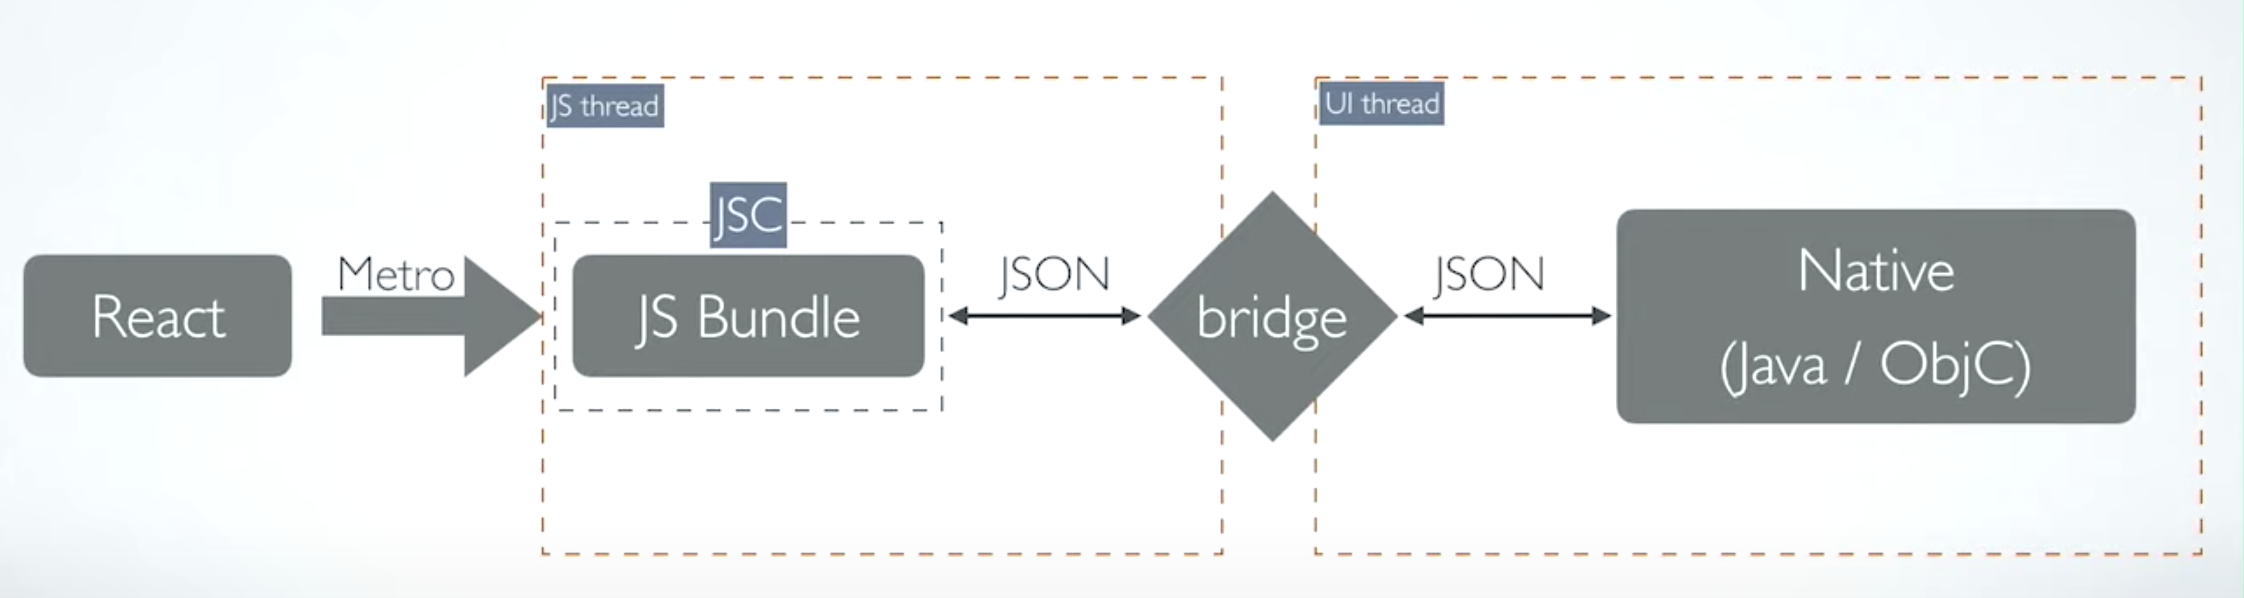 JS thread
UI thread
JSC
React
Metro
JS Bundle
JSON
bridge
JSON
Native
(Java / ObjC)